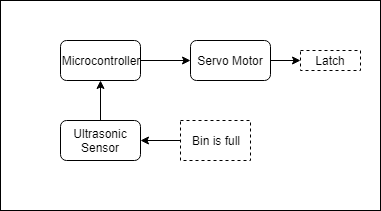 Microcontroller
Servo Motor
Latch
Ultrasonic
Sensor
Bin is full